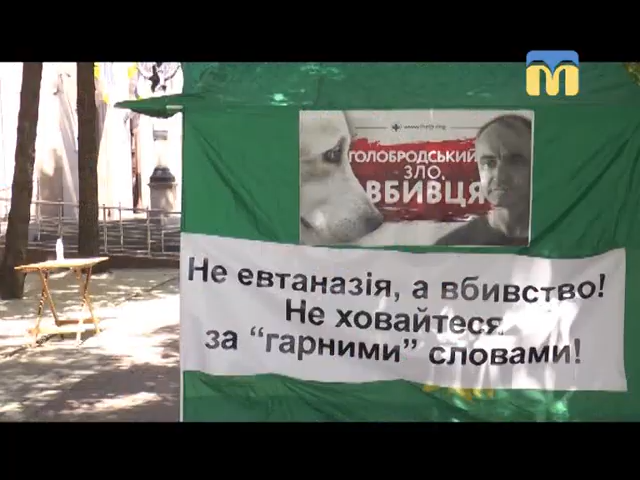 М
ГОЛОБРОДСЬКИЙ
ЗЛО,
ВБИВЦЯ
Не евтаназія, а вбивство!
Не ховайтеся
за “гарними” словами!